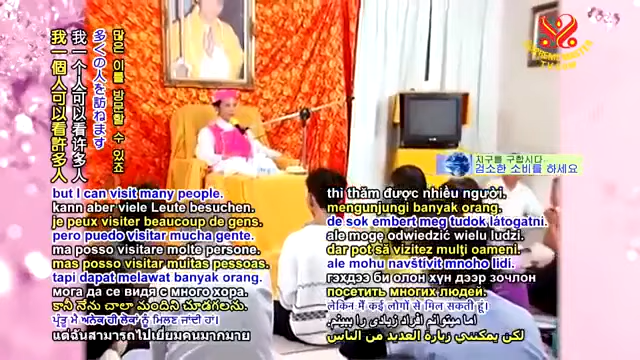 我一個人可以看許多人
我一个人可以看许多人
多くの人を訪ねます
많은 이를 방문할 수 있죠
SUPREME MASTER
TELEVISION
지구를 구합시다
검소한 소비를 하세요
but I can visit many people.
kann aber viele Leute besuchen.
je peux visiter beaucoup de gens.
pero puedo visitar mucha gente.
ma posso visitare molte persone.
mas posso visitar muitas pessoas.
tapi dapat melawat banyak orang.
мога да се видя с много хора.
కానీ నేను చాలా మందిని చూడగలను.
ਪ੍ਰੰਤੂ ਮੈਂ ਅਨੇਕ ਹੀ ਲੋਕਾਂ ਨੂੰ ਮਿਲਣ ਜਾਂਦੀ ਹਾਂ।
แต่ฉันสามารถไปเยี่ยมคนมากมาย
thì thăm được nhiều người.
mengunjungi banyak orang.
de sok embert meg tudok látogatni.
ale mogę odwiedzić wielu ludzi.
dar pot să vizitez mulţi oameni.
ale mohu navštívit mnoho lidí.
гэхдээ би олон хүн дээр зочлон
посетить многих людей.
लेकिन मैं कई लोगों से मिल सकती हूं।
اما میتوانم افراد زیادی را ببینم.
لكن يمكنني زيارة العديد من الناس